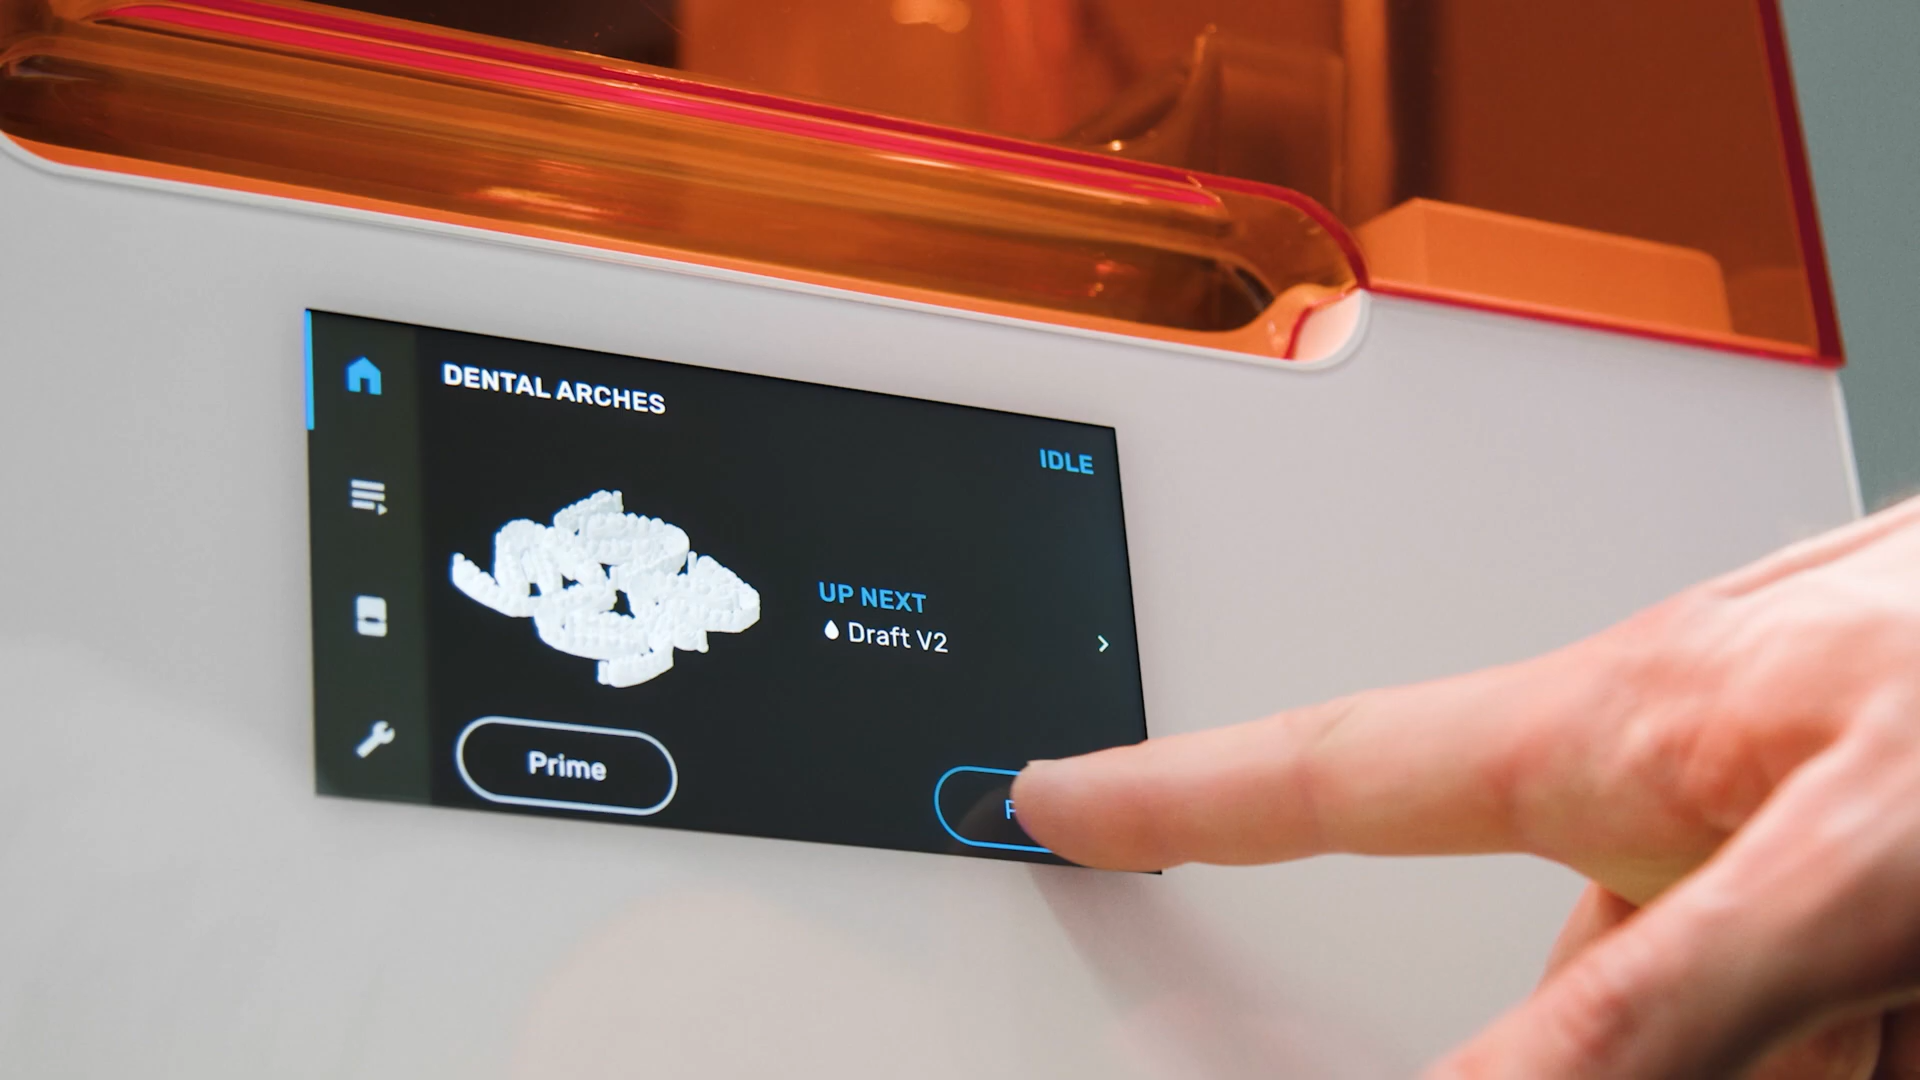 DENTAL ARCHES
IDLE
UP NEXT
Draft V2
Prime